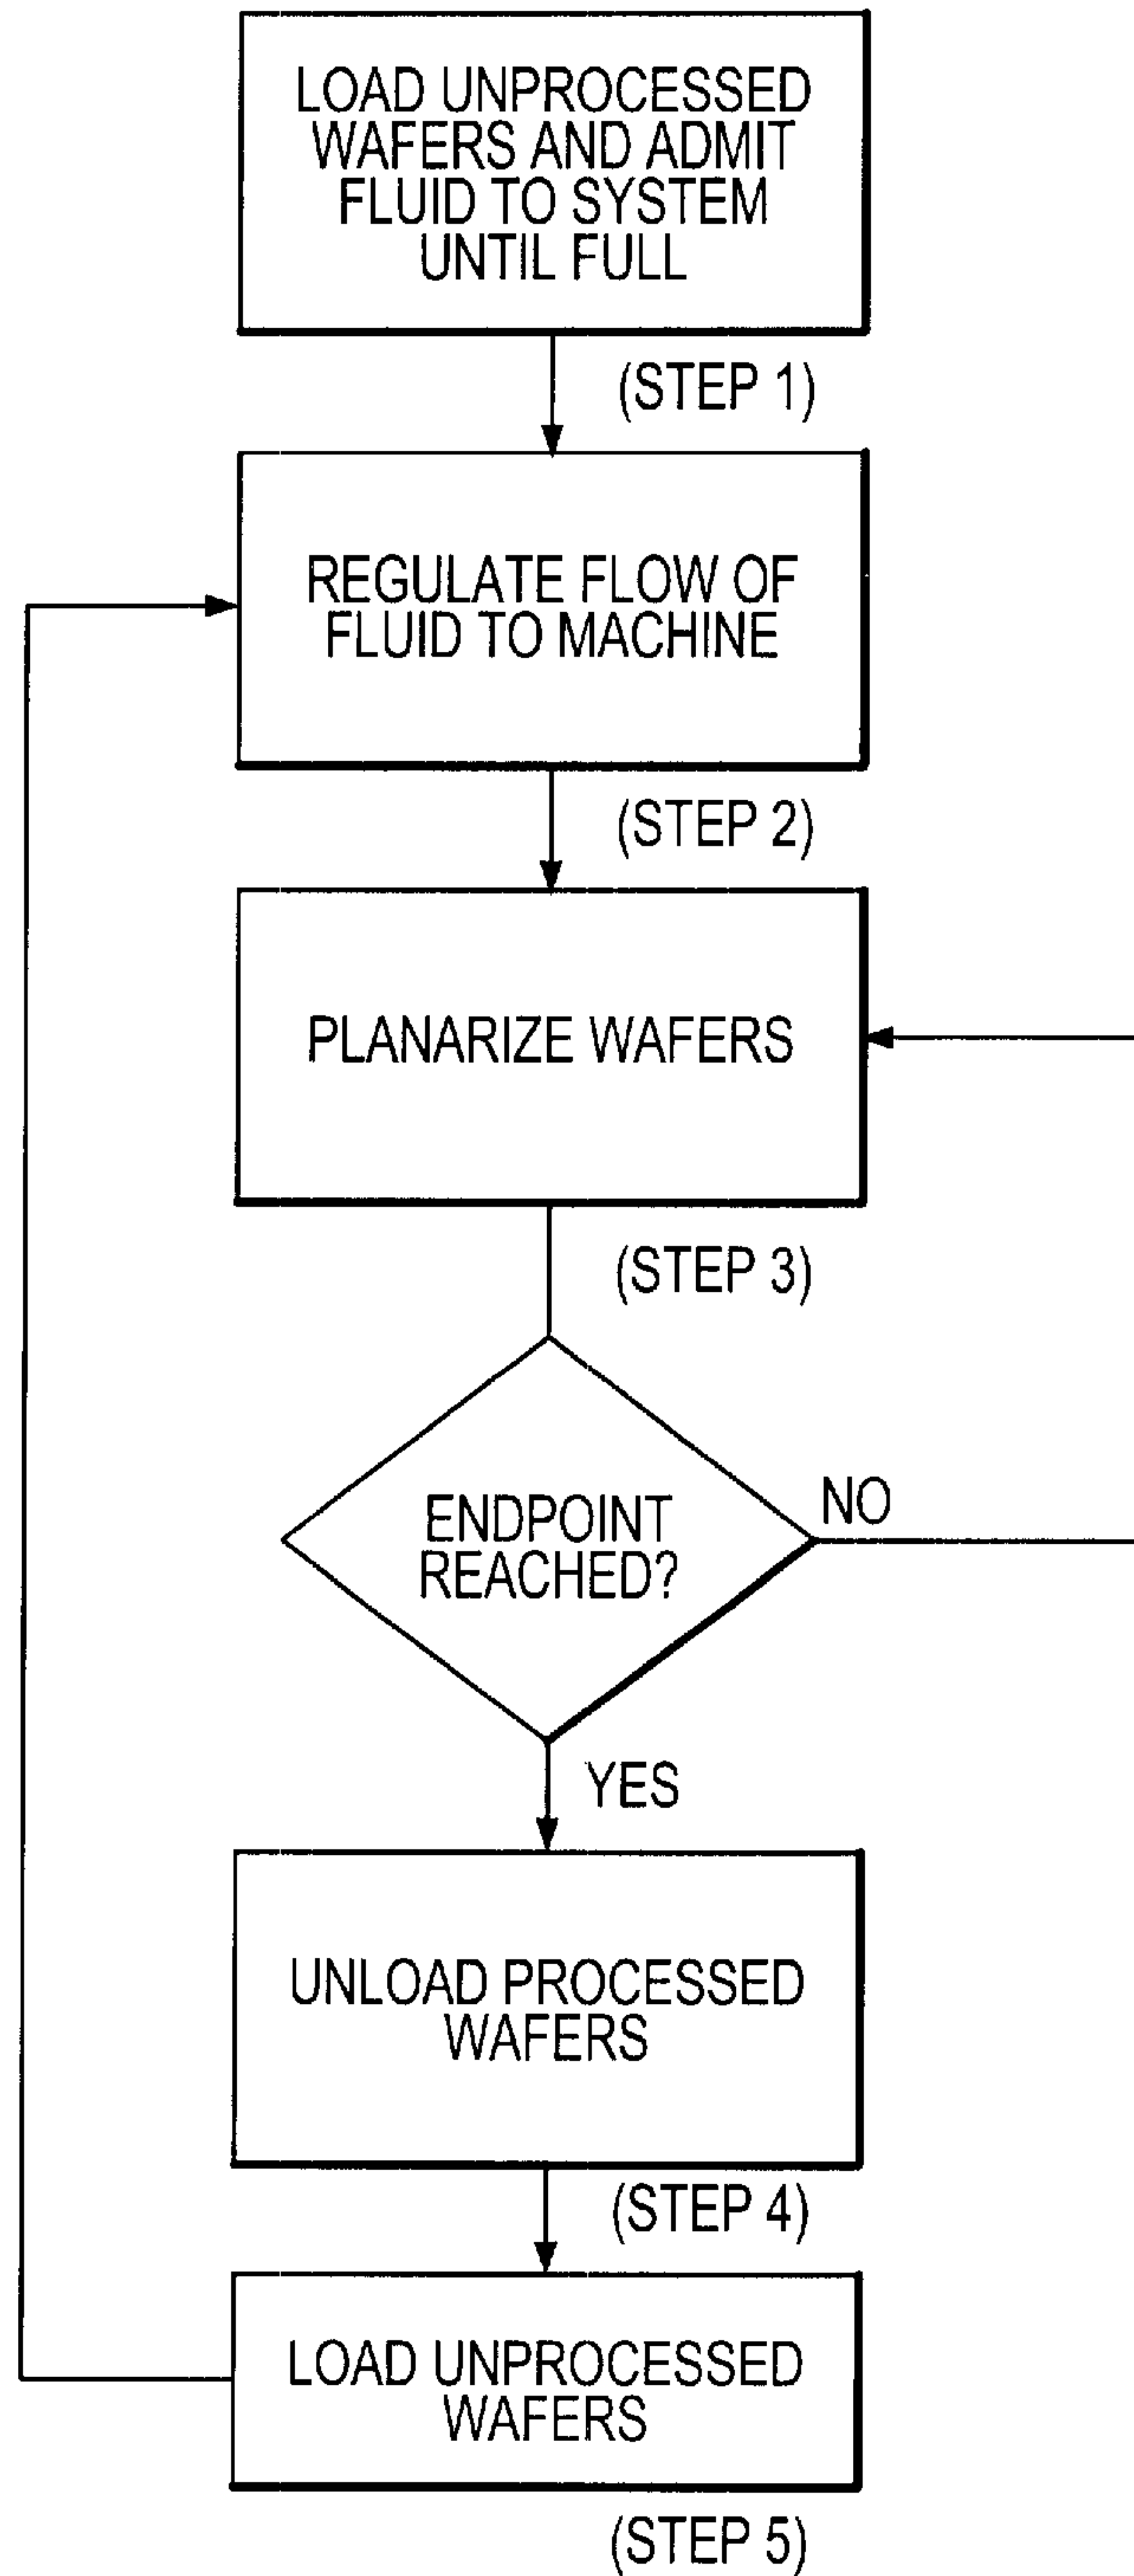 LOAD UNPROCESSED
WAFERS AND ADMIT
FLUID TO SYSTEM
UNTIL FULL
(STEP 1)
REGULATE FLOW OF
FLUID TO MACHINE
(STEP 2)
PLANARIZE WAFERS
(STEP 3)
ENDPOINT
REACHED?
NO
YES
UNLOAD PROCESSED
WAFERS
(STEP 4)
LOAD UNPROCESSED
WAFERS
(STEP 5)